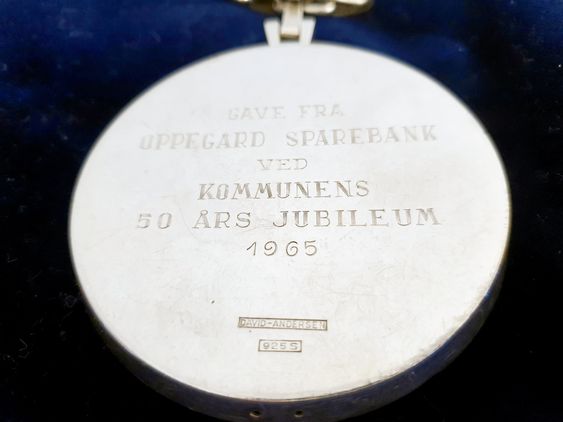 GAVE FRA
OPPEGÅRD SPAREBANK
VED
KOMMUNENS
50 ÅRS JUBILEUM
1965
DAVID-ANDERSEN
925 S